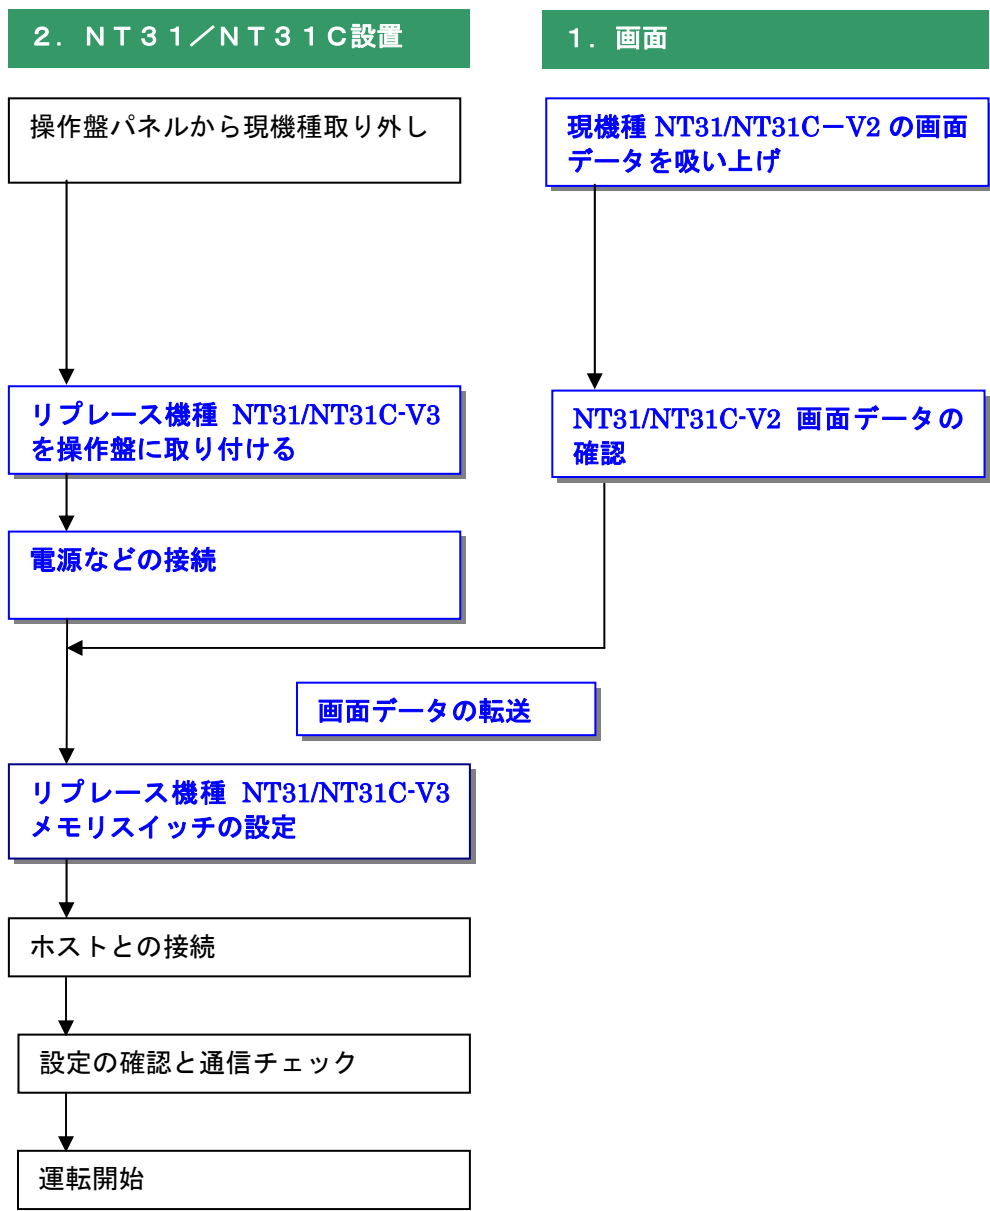 ２．ＮＴ３１／ＮＴ３１Ｃ設置
１．画面
操作盤パネルから現機種取り外し
現機種 NT31/NT31C－V2 の画面
データを吸い上げ
リプレース機種 NT31/NT31C-V3
を操作盤に取り付ける
NT31/NT31C-V2 画面データの
確認
電源などの接続
画面データの転送
リプレース機種 NT31/NT31C-V3
メモリスイッチの設定
ホストとの接続
設定の確認と通信チェック
運転開始